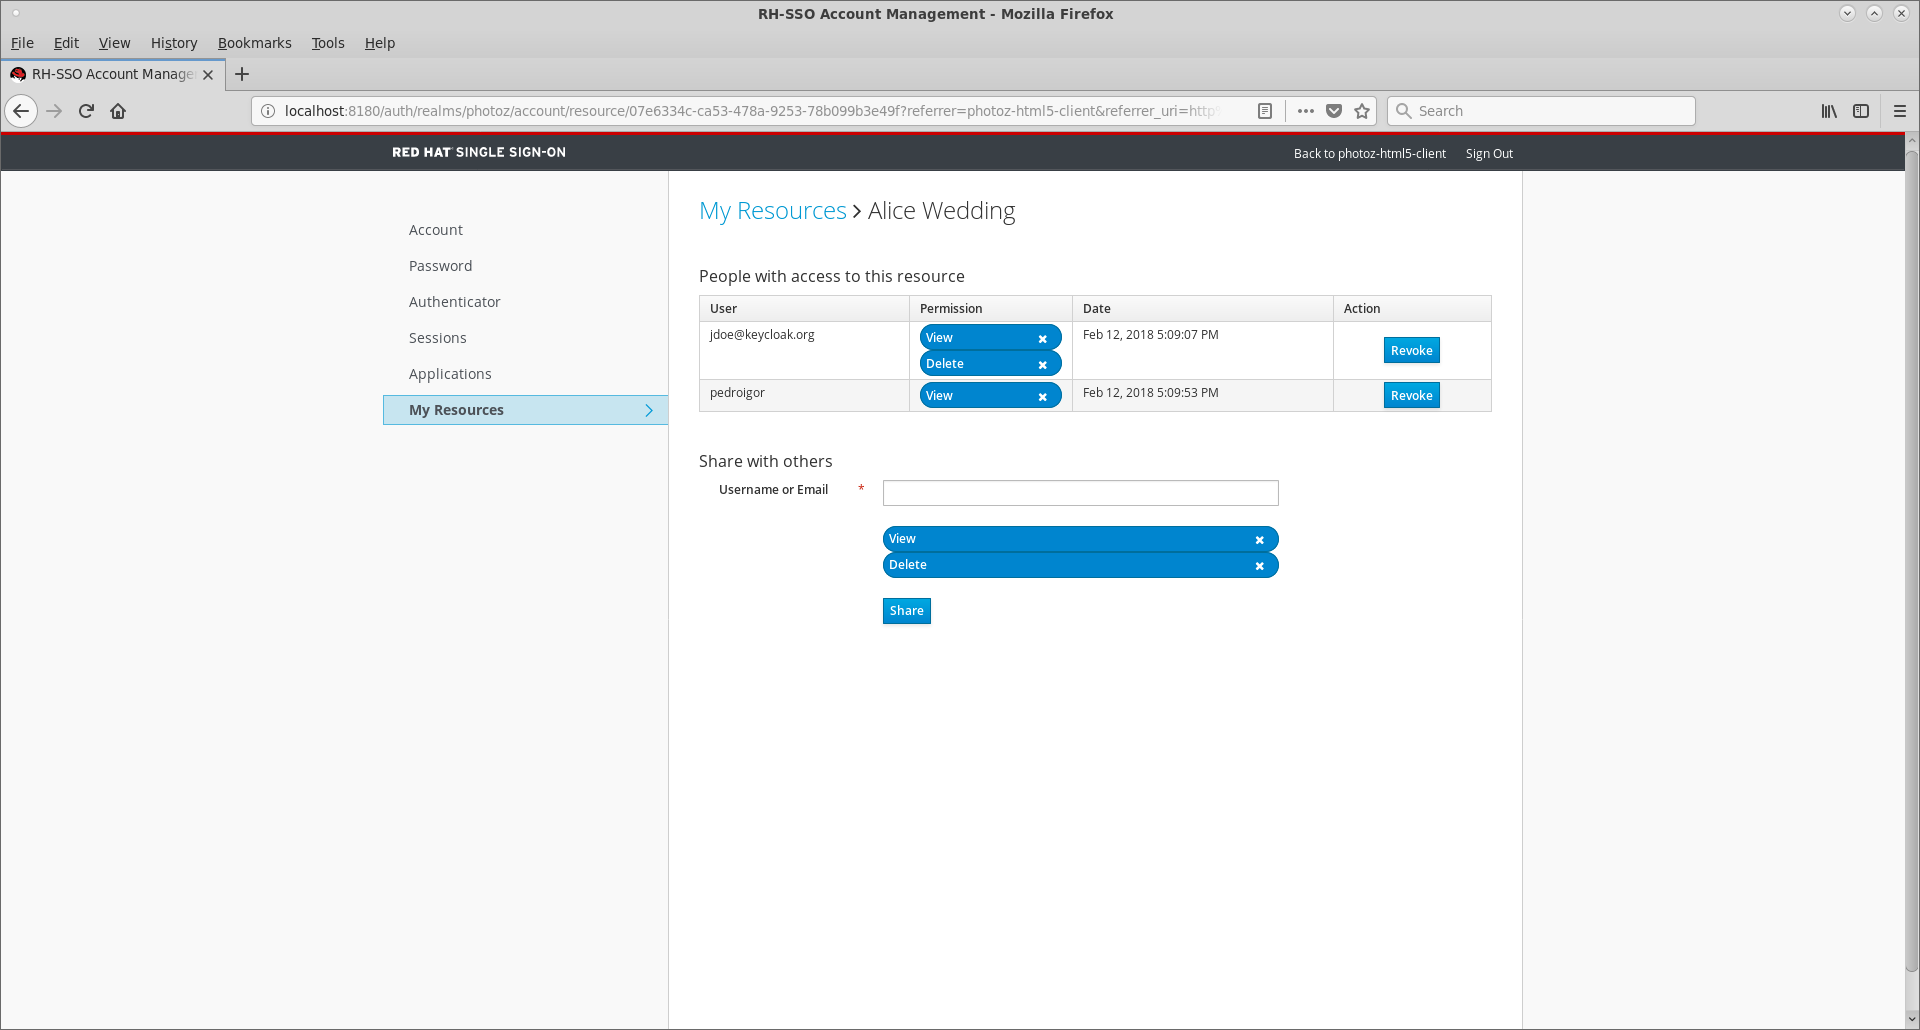 RH-SSO Account Management - Mozilla Firefox
File Edit View History Bookmarks Tools Help
RH-SSO Account Manage
localhost:8180/auth/realms/photoz/account/resource/07e6334c-ca53-478a-9253-78b099b3e49f?referrer=photoz-html5-client&referrer_uri=http
Search
RED HAT SINGLE SIGN-ON
Back to photoz-html5-client Sign Out
My Resources > Alice Wedding
Account
Password
Authenticator
Sessions
Applications
My Resources
People with access to this resource
User Permission Date Action
jdoe@keycloak.org View Feb 12, 2018 5:09:07 PM Revoke
Delete
pedroigor View Feb 12, 2018 5:09:53 PM Revoke
Share with others
Username or Email *
View
Delete
Share